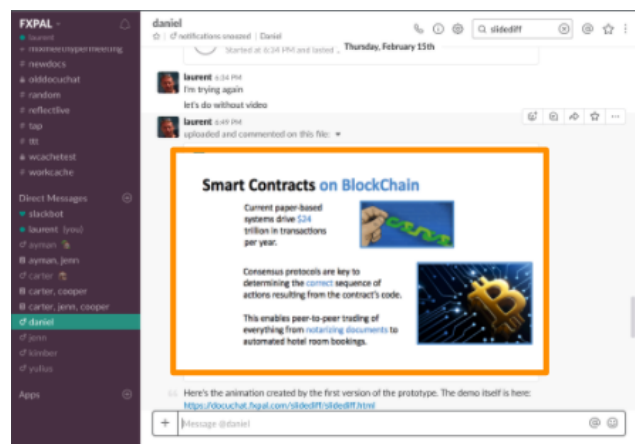 FXPAL
laurent
# newdocs
olddocuchat
# random
# reflectlive
# tap
# ttt
wcachetest
# workcache
Direct Messages
slackbot
laurent (you)
ayman
ayman, jenn
carter
carter, cooper
carter, jenn, cooper
daniel
jenn
kimber
yulius
Apps
daniel
notifications snoozed | Daniel
slidediff
Started at 6:24 PM and lasted
Thursday, February 15th
laurent 6:24 PM
I'm trying again
let's do without video
laurent 6:49 PM
uploaded and commented on this file:
Smart Contracts on BlockChain
Current paper-based
systems drive $24
trillion in transactions
per year.
Consensus protocols are key to
determining the correct sequence of
actions resulting from the contract's code.
This enables peer-to-peer trading of
everything from notarizing documents to
automated hotel room bookings.
Here's the animation created by the first version of the prototype. The demo itself is here:
https://docuchat.fxpal.com/slidediff/slidediff.html
Message @daniel